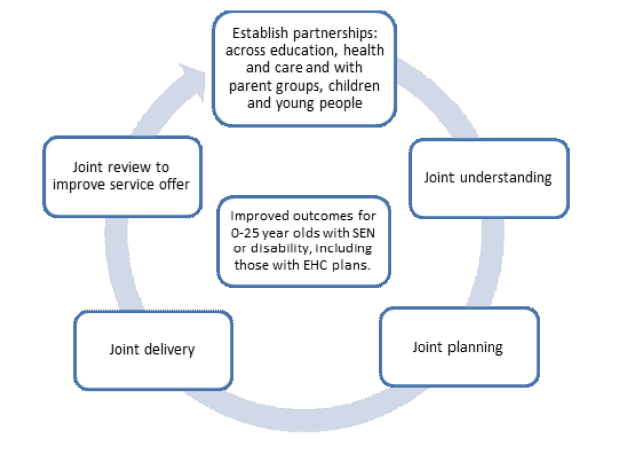 Establish partnerships:
across education, health
and care and with
parent groups, children
and young people
Joint understanding
Joint planning
Joint delivery
Joint review to
improve service offer
Improved outcomes for
0-25 year olds with SEN
or disability, including
those with EHC plans.